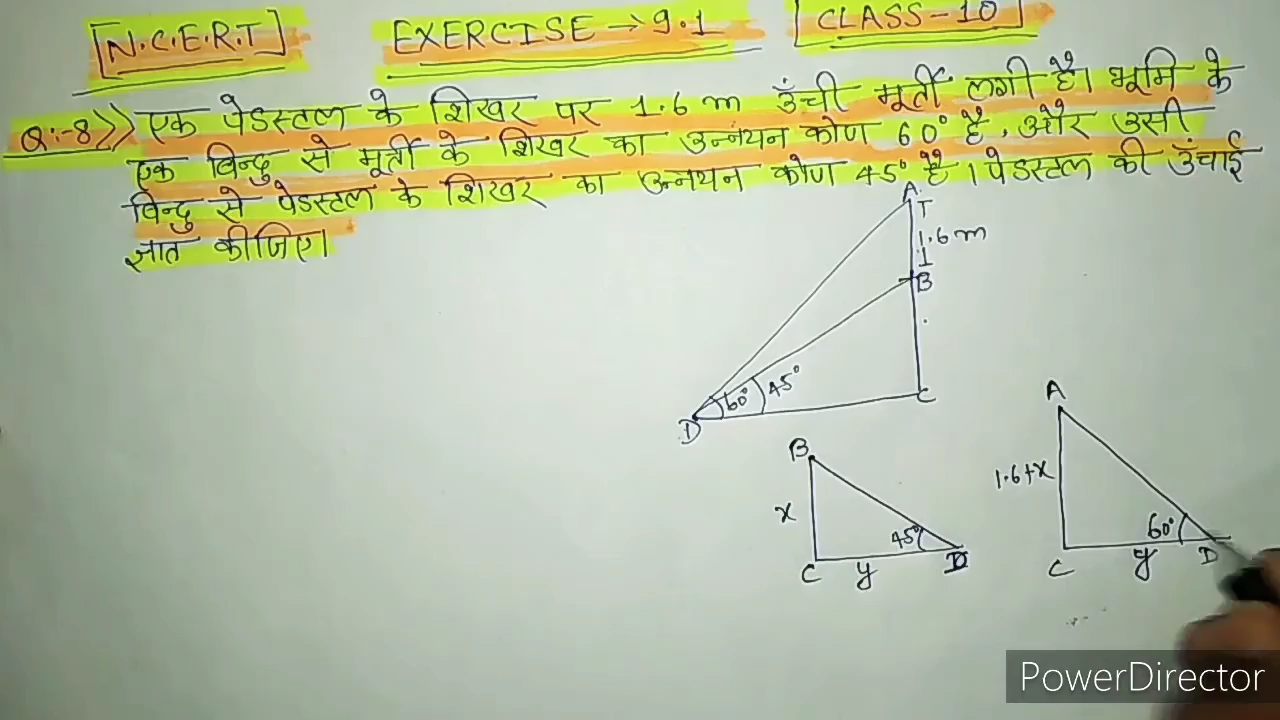 [N.C.E.R.T] EXERCISE → 9.1 [CLASS-10]
Q:-8>> एक पेडस्टल के शिखर पर 1.6 m उँची मूर्ती लगी है। भूमि के
एक विन्दु से मूर्ती के शिखर का उन्नयन कोण 60° है, और उसी
विन्दु से पेडस्टल के शिखर का उन्नयन कोण 45° है। पेडस्टल की उँचाई
ज्ञात कीजिए।
A
1.6 m
B
60° 45°
D
C
B
x
45°
C y D
A
1.6+x
60°
C y D
PowerDirector